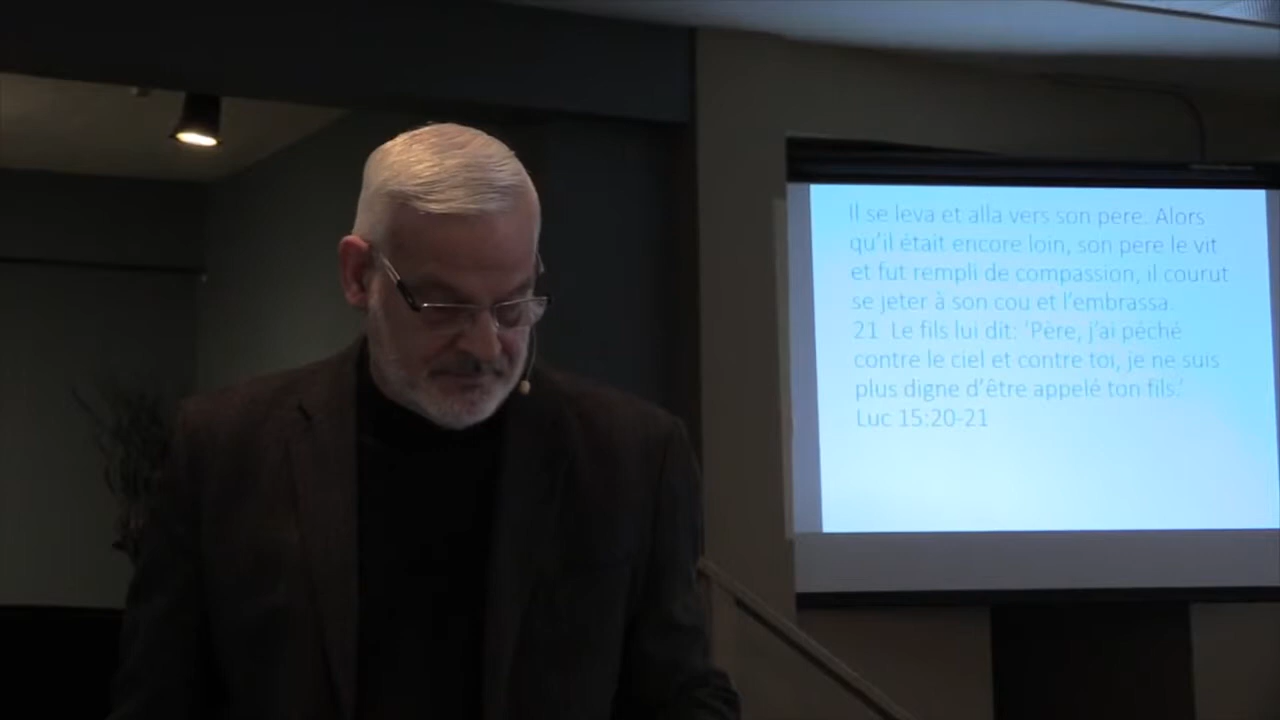 Il se leva et alla vers son père. Alors
qu'il était encore loin, son père le vit
et fut rempli de compassion, il courut
se jeter à son cou et l'embrassa.
21 Le fils lui dit: 'Père, j'ai péché
contre le ciel et contre toi, je ne suis
plus digne d'être appelé ton fils.'
Luc 15:20-21